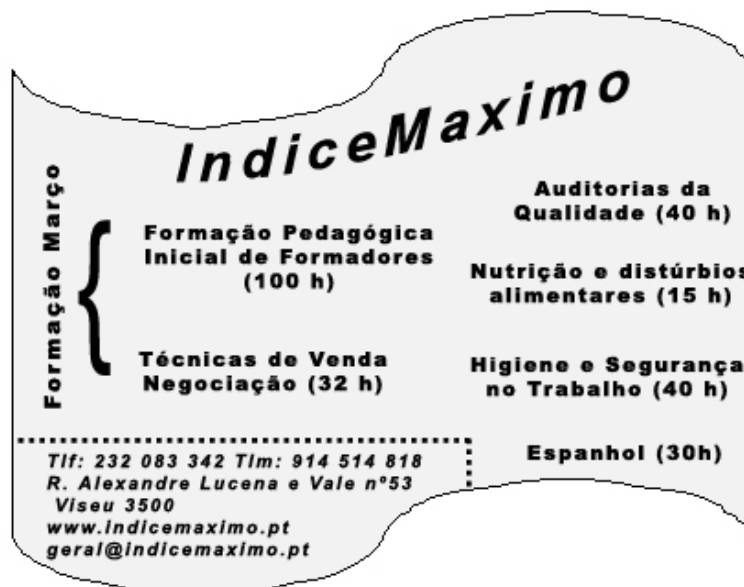 IndiceMaximo
Formação Março
Formação Pedagógica
Inicial de Formadores
(100 h)
Técnicas de Venda
Negociação (32 h)
Auditorias da
Qualidade (40 h)
Nutrição e distúrbios
alimentares (15 h)
Higiene e Segurança
no Trabalho (40 h)
Espanhol (30h)
Tlf: 232 083 342 Tlm: 914 514 818
R. Alexandre Lucena e Vale nº53
Viseu 3500
www.indicemaximo.pt
geral@indicemaximo.pt